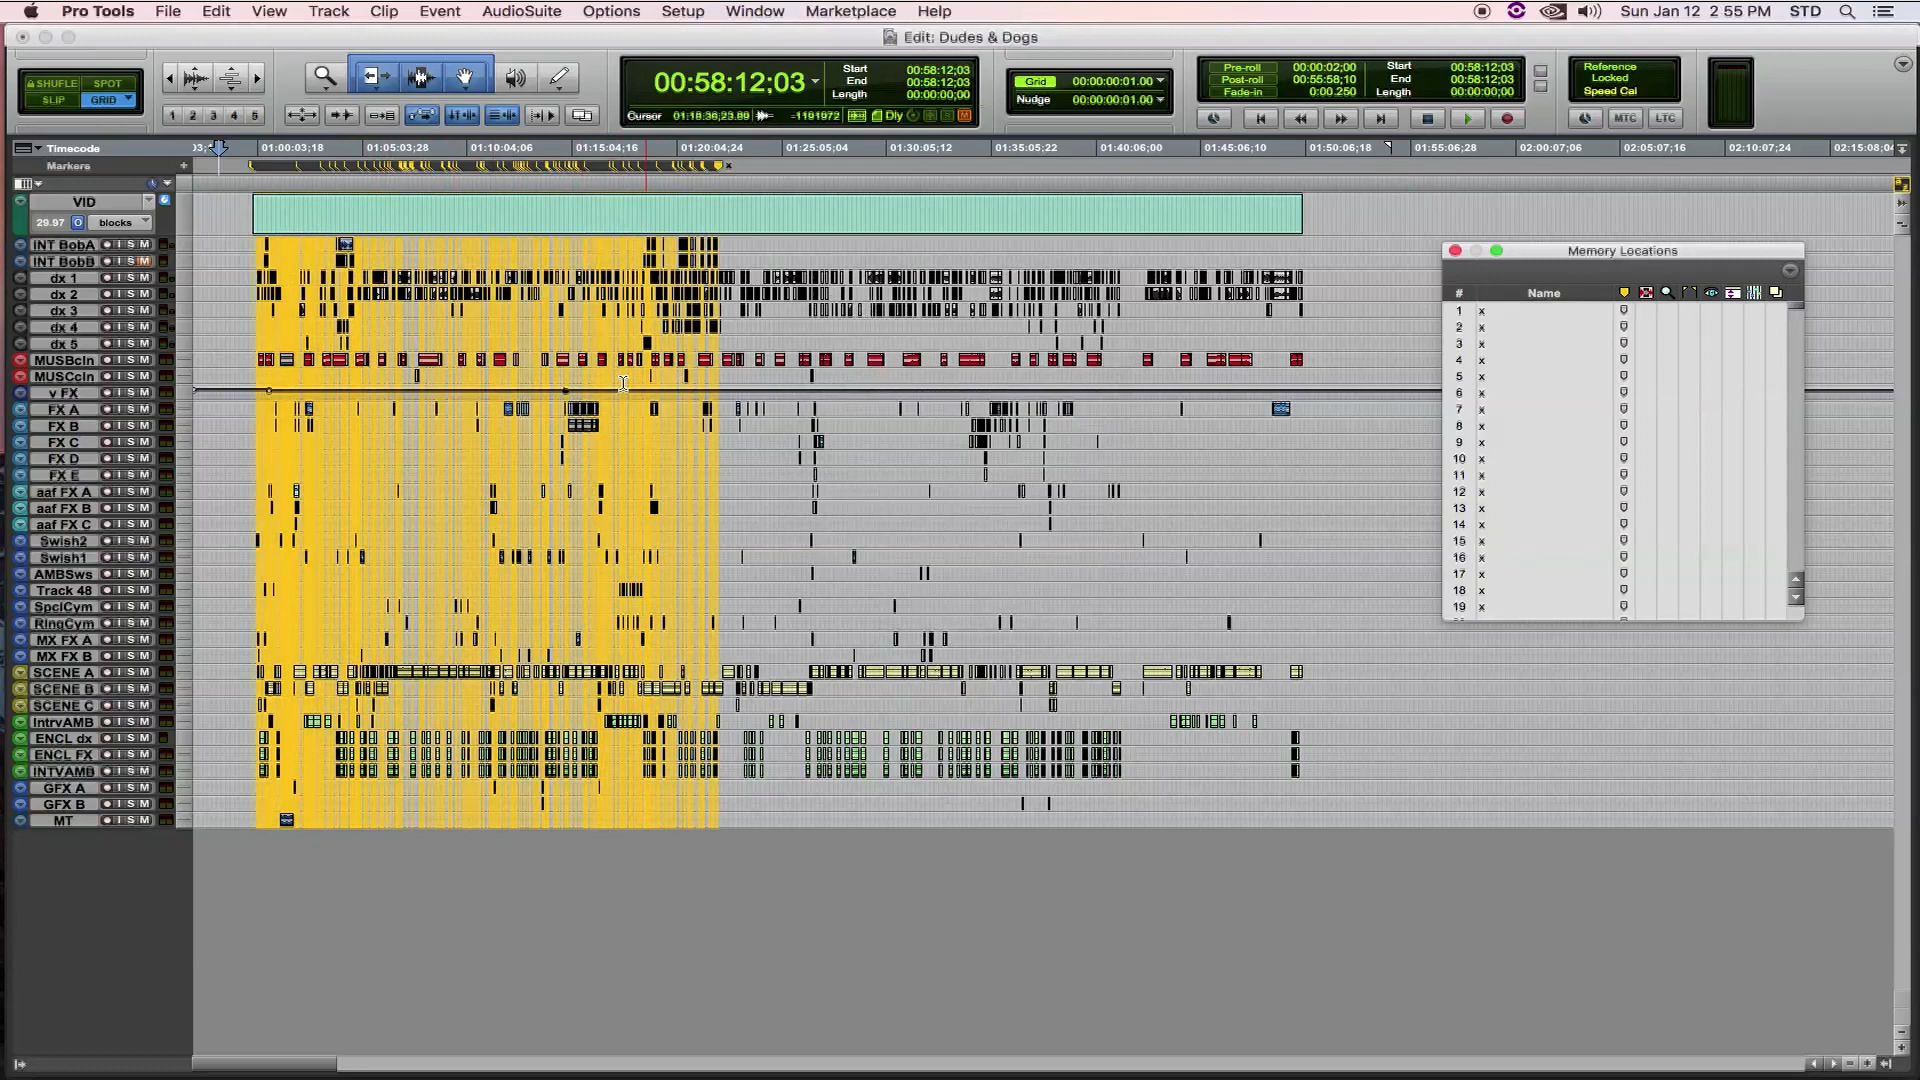 Pro Tools File Edit View Track Clip Event AudioSuite Options Setup Window Marketplace Help Sun Jan 12 2:55 PM STD
Edit: Dudes & Dogs
SHUFFLE SPOT
SLIP GRID
1 2 3 4 5
00:58:12;03
Start 00:58:12;03
End 00:58:12;03
Length 00:00:00;00
Cursor 01:18:36;23.89 -1191972 Dly
Grid 00:00:00;01.00
Nudge 00:00:00;01.00
Pre-roll 00:00:02;00
Post-roll 00:55:58;10
Fade-in 0:00.250
Start 00:58:12;03
End 00:58:12;03
Length 00:00:00;00
Reference
Locked
Speed Cal
MTC LTC
Timecode 03; 01:00:03;18 01:05:03;28 01:10:04;06 01:15:04;16 01:20:04;24 01:25:05;04 01:30:05;12 01:35:05;22 01:40:06;00 01:45:06;10 01:50:06;18 01:55:06;28 02:00:07;06 02:05:07;16 02:10:07;24 02:15:08;04
Markers
VID
29.97 O blocks
INT BobA I S M
INT BobB I S M
dx 1 I S M
dx 2 I S M
dx 3 I S M
dx 4 I S M
dx 5 I S M
MUSBcln I S M
MUSCcln I S M
v FX I S M
FX A I S M
FX B I S M
FX C I S M
FX D I S M
FX E I S M
aaf FX A I S M
aaf FX B I S M
aaf FX C I S M
Swish2 I S M
Swish1 I S M
AMBSws I S M
Track 48 I S M
SpclCym I S M
RingCym I S M
MX FX A I S M
MX FX B I S M
SCENE A I S M
SCENE B I S M
SCENE C I S M
IntrvAMB I S M
ENCL dx I S M
ENCL FX I S M
INTVAMB I S M
GFX A I S M
GFX B I S M
MT I S M
Memory Locations
# Name
1 x
2 x
3 x
4 x
5 x
6 x
7 x
8 x
9 x
10 x
11 x
12 x
13 x
14 x
15 x
16 x
17 x
18 x
19 x